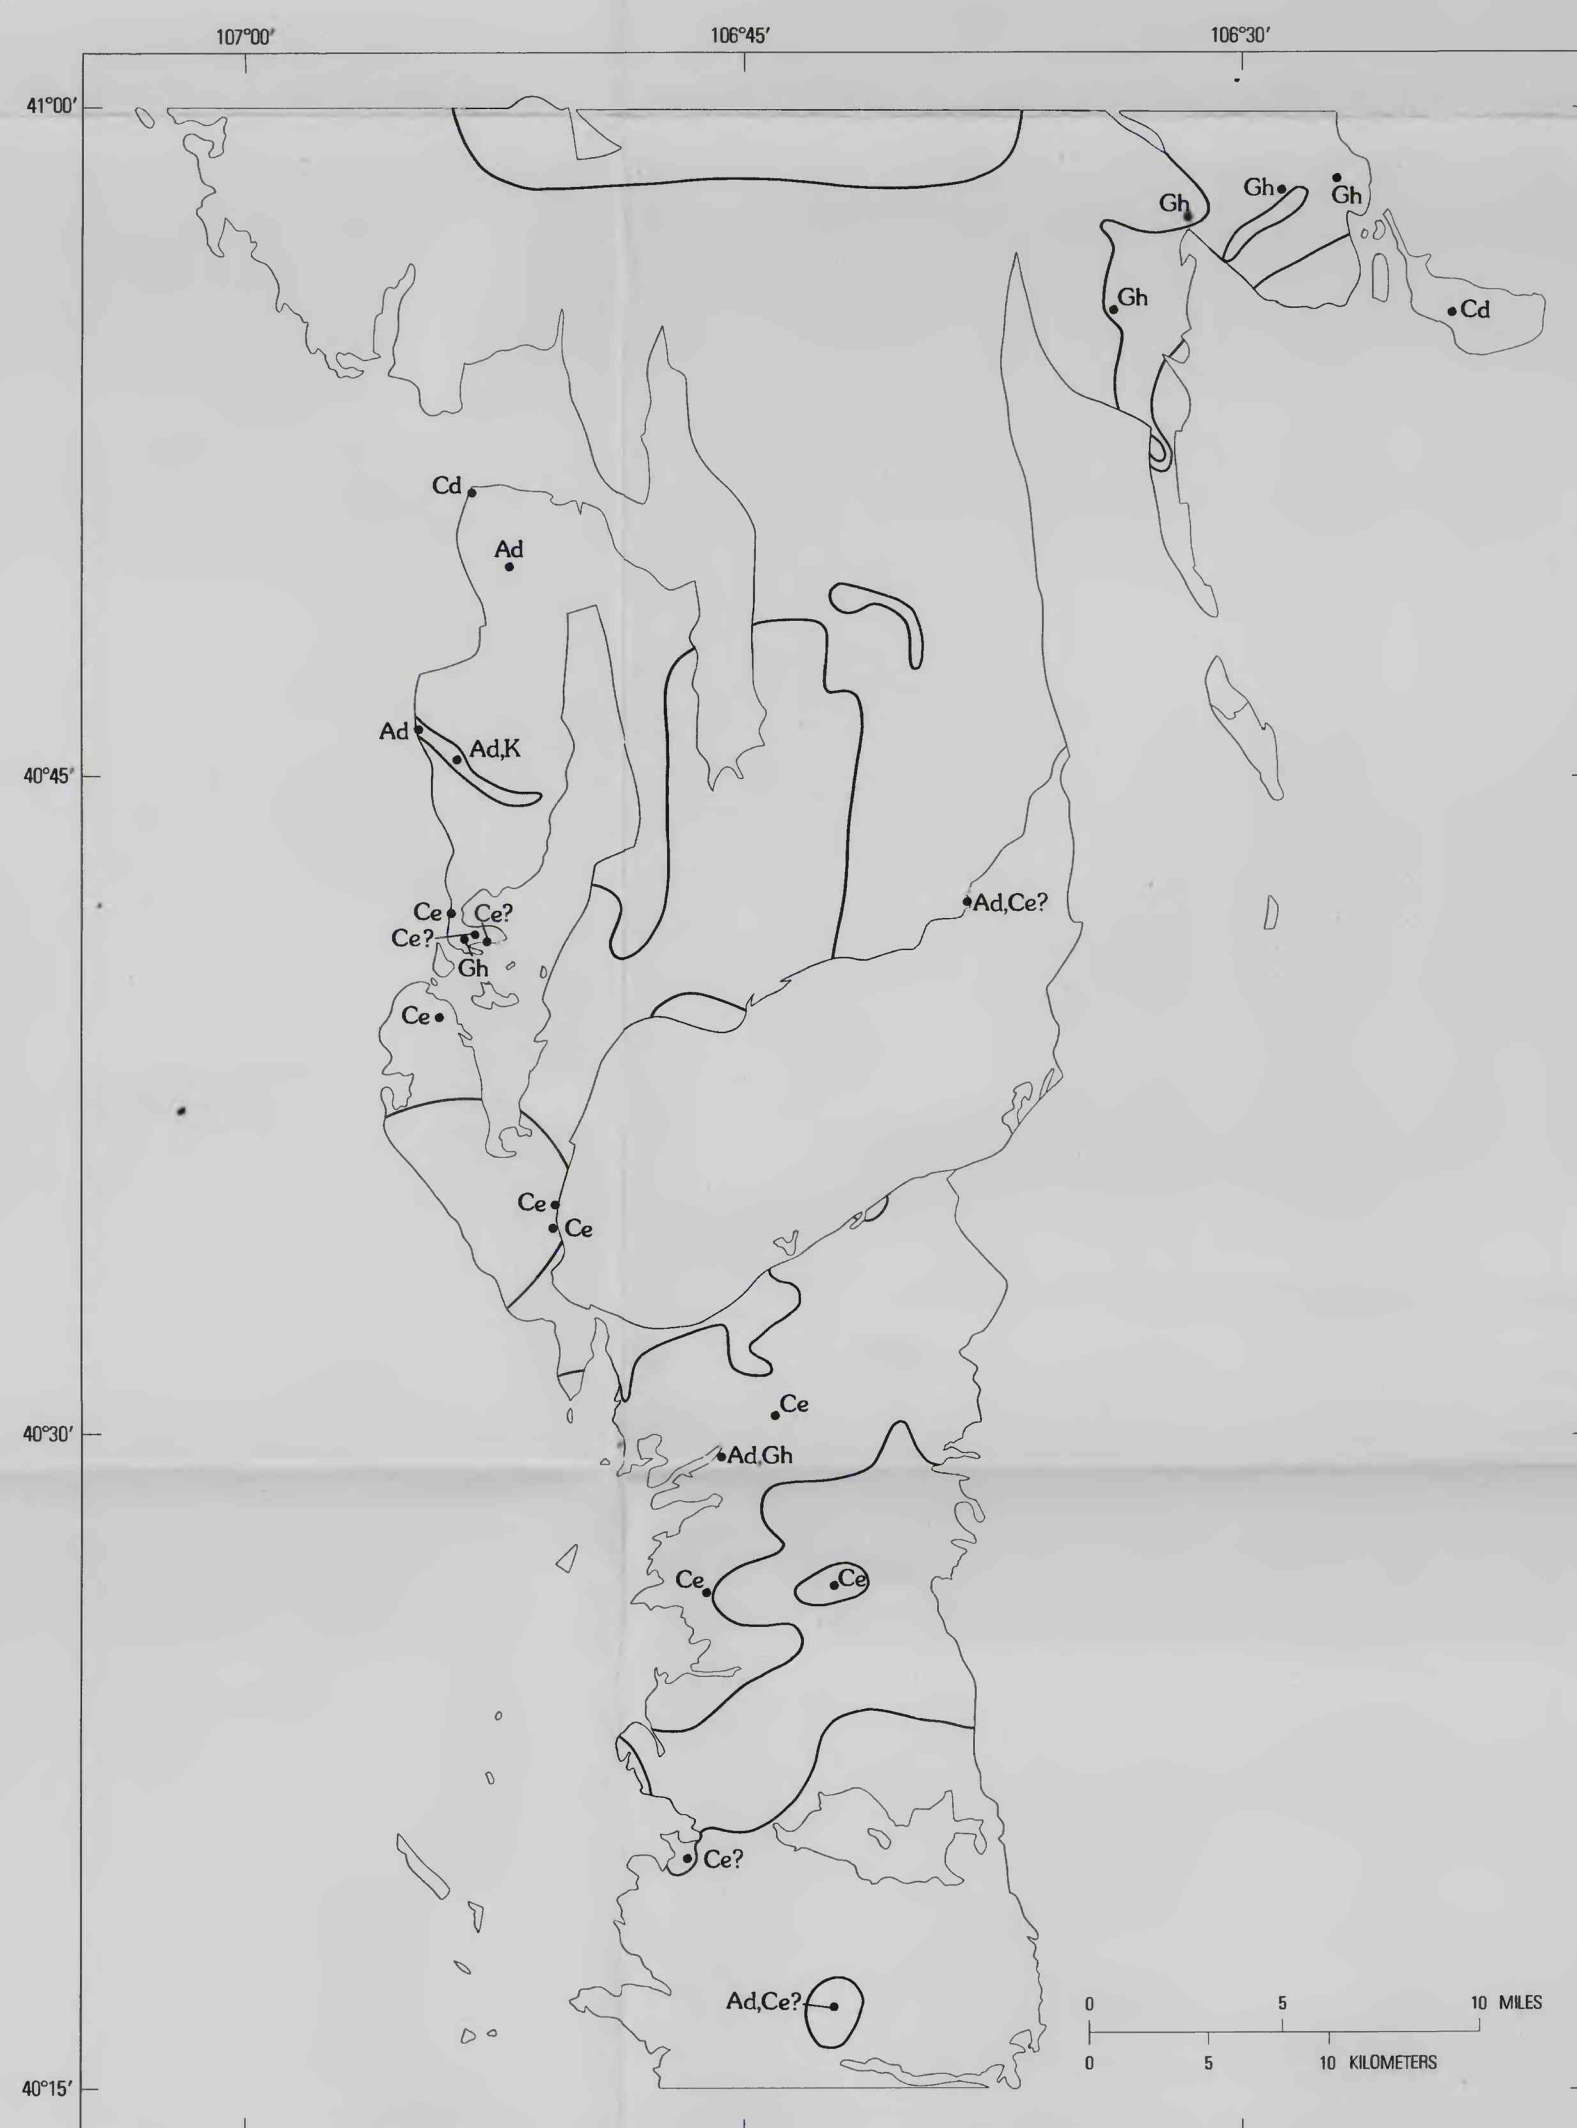 107°00′ 106°45′ 106°30′
41°00′
Gh Gh Gh
Gh
Cd
Cd
Ad
Ad
Ad,K
40°45′
Ad,Ce?
Ce Ce?
Ce?
Gh
Ce
Ce
Ce
Ce
40°30′
Ad,Gh
Ce Ce
Ce?
Ad,Ce?
0 5 10 MILES
0 5 10 KILOMETERS
40°15′